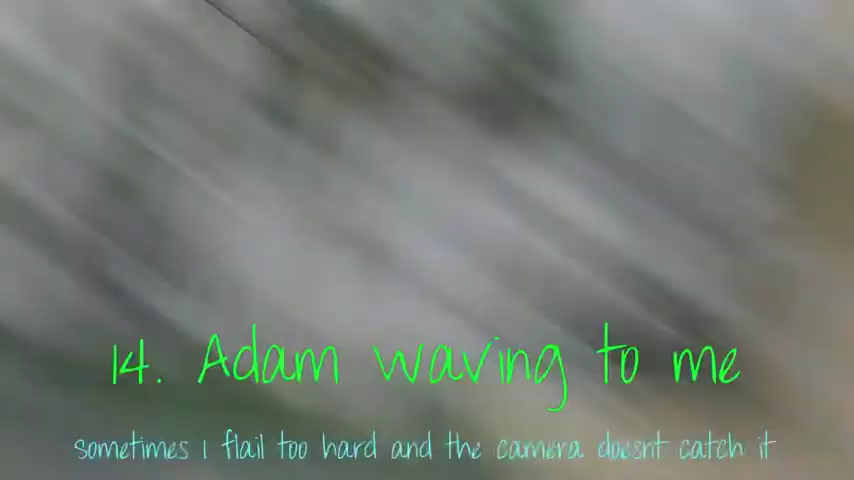 14. Adam waving to me
sometimes i flail too hard and the camera doesnt catch it